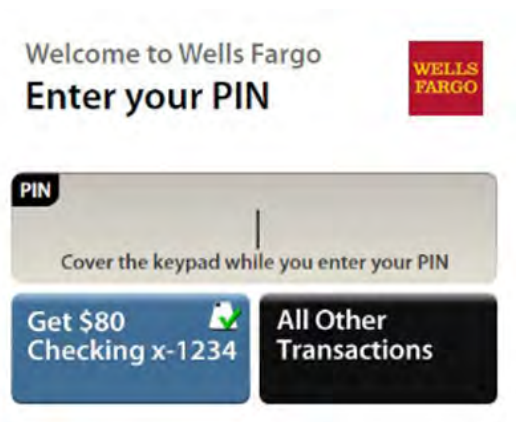 Welcome to Wells Fargo
Enter your PIN
WELLS
FARGO
PIN
Cover the keypad while you enter your PIN
Get $80
Checking x-1234
All Other
Transactions